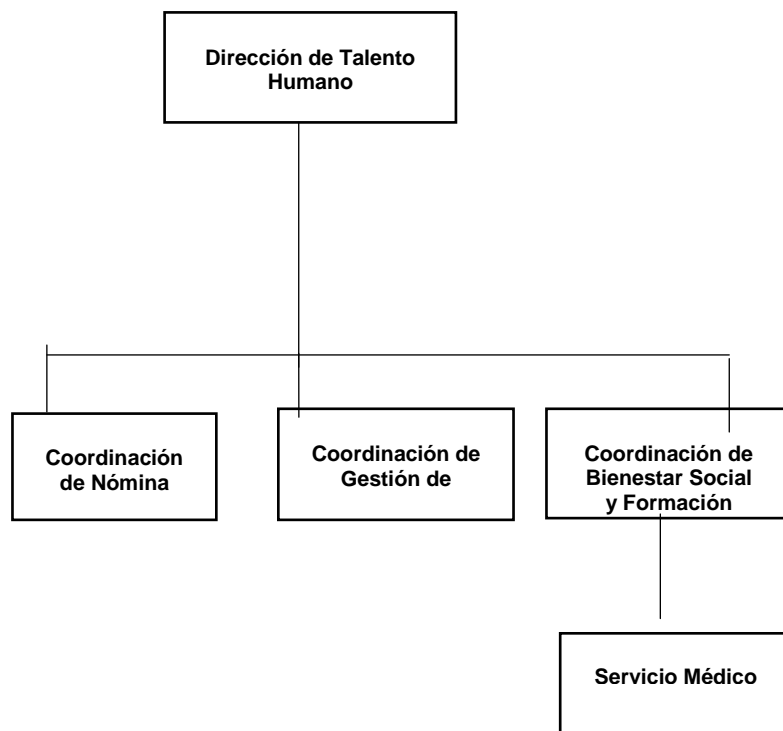 Dirección de Talento
Humano
Coordinación
de Nómina
Coordinación de
Gestión de
Coordinación de
Bienestar Social
y Formación
Servicio Médico